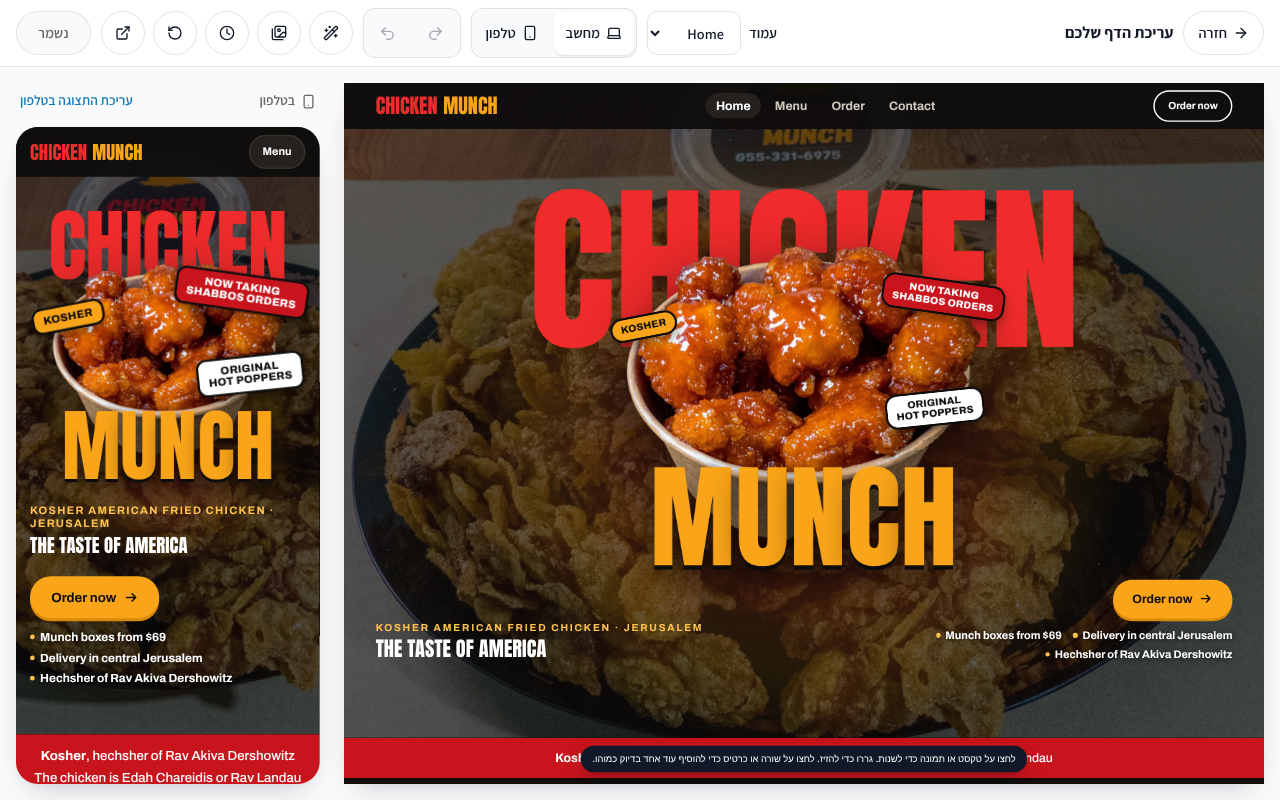 חזרה
עריכת הדף שלכם
עמוד
Home
מחשב
טלפון
נשמר
בטלפון
עריכת התצוגה בטלפון
CHICKEN MUNCH
Menu
CHICKEN
NOW TAKING
SHABBOS ORDERS
KOSHER
ORIGINAL
HOT POPPERS
MUNCH
KOSHER AMERICAN FRIED CHICKEN ·
JERUSALEM
THE TASTE OF AMERICA
Order now
Munch boxes from $69
Delivery in central Jerusalem
Hechsher of Rav Akiva Dershowitz
Kosher, hechsher of Rav Akiva Dershowitz
The chicken is Edah Chareidis or Rav Landau
CHICKEN MUNCH
Home
Menu
Order
Contact
Order now
MUNCH
055-331-6975
CHICKEN
NOW TAKING
SHABBOS ORDERS
KOSHER
ORIGINAL
HOT POPPERS
MUNCH
KOSHER AMERICAN FRIED CHICKEN · JERUSALEM
THE TASTE OF AMERICA
Order now
Munch boxes from $69
Delivery in central Jerusalem
Hechsher of Rav Akiva Dershowitz
לחצו על טקסט או תמונה כדי לשנות. גררו כדי להזיז. לחצו על שורה או כרטיס כדי להוסיף עוד אחד בדיוק כמוהו.